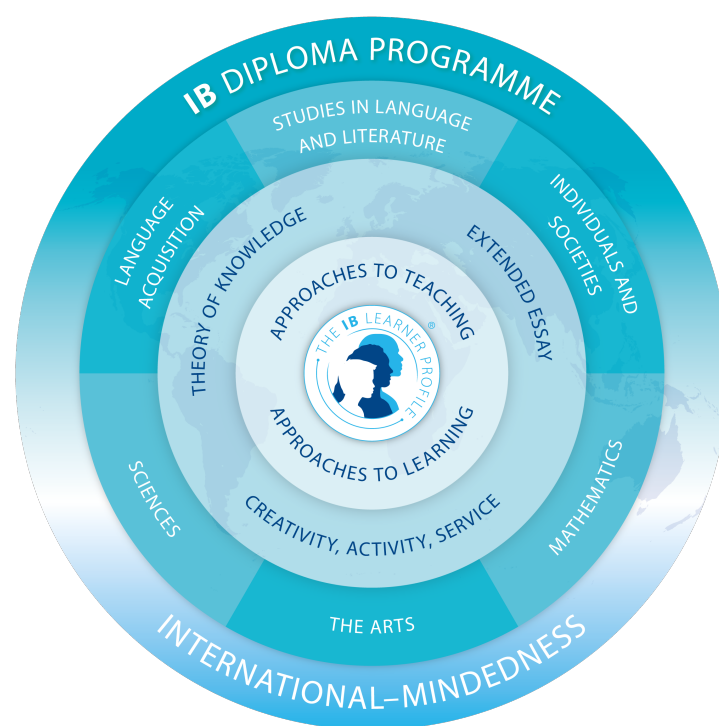 IB DIPLOMA PROGRAMME
STUDIES IN LANGUAGE
AND LITERATURE
LANGUAGE
ACQUISITION
INDIVIDUALS AND
SOCIETIES
THEORY OF KNOWLEDGE
EXTENDED ESSAY
APPROACHES TO TEACHING
THE IB LEARNER PROFILE
®
APPROACHES TO LEARNING
CREATIVITY, ACTIVITY, SERVICE
SCIENCES
MATHEMATICS
THE ARTS
INTERNATIONAL–MINDEDNESS